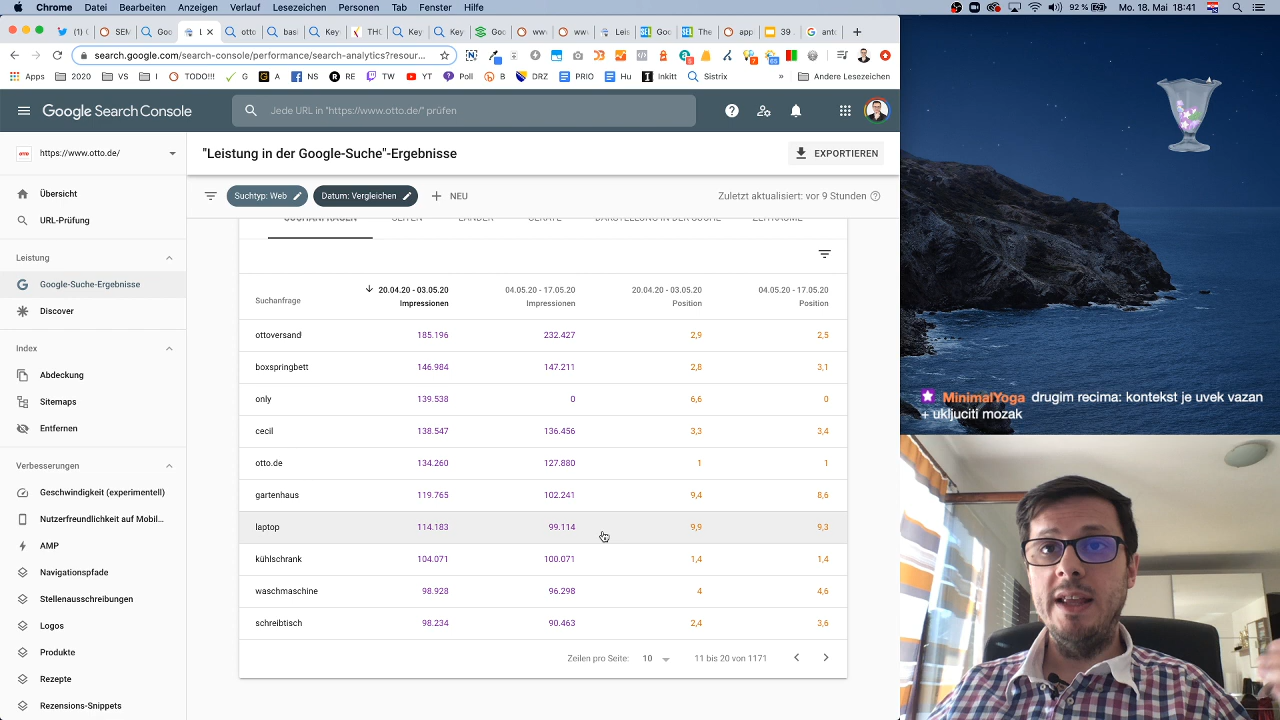 Chrome Datei Bearbeiten Anzeigen Verlauf Lesezeichen Personen Tab Fenster Hilfe 92 % Mo. 18. Mai 18:41
search.google.com/search-console/performance/search-analytics?resour...
Apps 2020 VS I TODO!!! G A NS RE TW YT Poll DRZ PRIO Hu Inkitt Sistrix » Andere Lesezeichen
Google Search Console
Jede URL in "https://www.otto.de/" prüfen
https://www.otto.de/
"Leistung in der Google-Suche"-Ergebnisse
EXPORTIEREN
Suchtyp: Web
Datum: Vergleichen
NEU
Zuletzt aktualisiert: vor 9 Stunden
Übersicht
URL-Prüfung
Leistung
Google-Suche-Ergebnisse
Discover
Index
Abdeckung
Sitemaps
Entfernen
Verbesserungen
Geschwindigkeit (experimentell)
Nutzerfreundlichkeit auf Mobil...
AMP
Navigationspfade
Stellenausschreibungen
Logos
Produkte
Rezepte
Rezensions-Snippets
SUCHANFRAGEN SEITEN LÄNDER GERÄTE DARSTELLUNG IN DER SUCHE ZEITRÄUME
20.04.20 - 03.05.20 04.05.20 - 17.05.20 20.04.20 - 03.05.20 04.05.20 - 17.05.20
Suchanfrage Impressionen Impressionen Position Position
ottoversand 185.196 232.427 2,9 2,5
boxspringbett 146.984 147.211 2,8 3,1
only 139.538 0 6,6 0
cecil 138.547 136.456 3,3 3,4
otto.de 134.260 127.880 1 1
gartenhaus 119.765 102.241 9,4 8,6
laptop 114.183 99.114 9,9 9,3
kühlschrank 104.071 100.071 1,4 1,4
waschmaschine 98.928 96.298 4 4,6
schreibtisch 98.234 90.463 2,4 3,6
Zeilen pro Seite: 10 11 bis 20 von 1171
MinimalYoga drugim recima: kontekst je uvek vazan
+ ukljuciti mozak